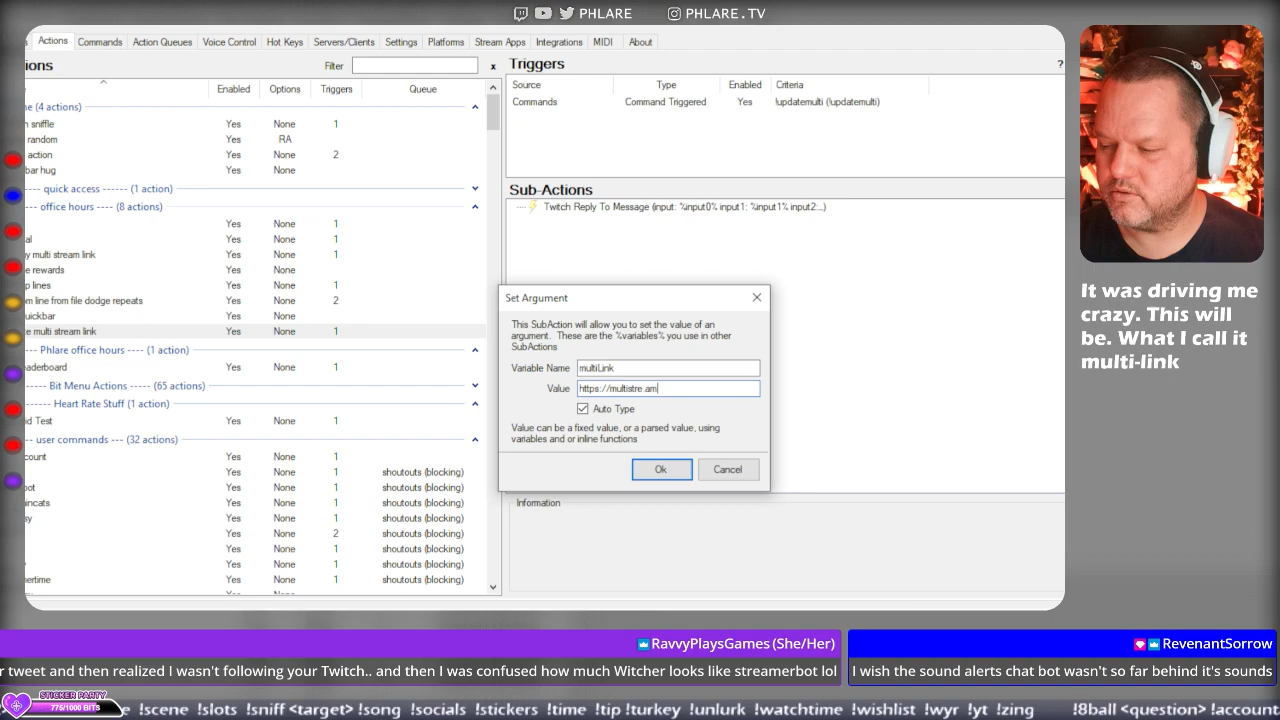 PHLARE PHLARE.TV
Actions Commands Action Queues Voice Control Hot Keys Servers/Clients Settings Platforms Stream Apps Integrations MIDI About
ions Filter x Triggers ?
Enabled Options Triggers Queue
Source Type Enabled Criteria
Commands Command Triggered Yes !updatemulti (!updatemulti)
e (4 actions)
n sniffle Yes None 1
random Yes RA
action Yes None 2
bar hug Yes None
---- quick access ------ (1 action)
office hours ---- (8 actions)
Yes None 1
al Yes None 1
y multi stream link Yes None 1
e rewards Yes None
p lines Yes None 1
m line from file dodge repeats Yes None 2
uickbar Yes None
e multi stream link Yes None 1
-- Phlare office hours ---- (1 action)
eaderboard Yes None 1
---- Bit Menu Actions ---- (65 actions)
---- Heart Rate Stuff ---- (1 action)
d Test Yes None 1
--- user commands --- (32 actions)
count Yes None 1
Yes None 1 shoutouts (blocking)
bot Yes None 1 shoutouts (blocking)
ncats Yes None 1 shoutouts (blocking)
sy Yes None 1 shoutouts (blocking)
Yes None 2 shoutouts (blocking)
Yes None 1 shoutouts (blocking)
Yes None 1 shoutouts (blocking)
ertime Yes None 1 shoutouts (blocking)
Sub-Actions
Twitch Reply To Message (input: %input0% input1: %input1% input2:...)
Set Argument
This SubAction will allow you to set the value of an
argument. These are the %variables% you use in other
SubActions
Variable Name multiLink
Value https://multistre.am
Auto Type
Value can be a fixed value, or a parsed value, using
variables and or inline functions
Ok Cancel
Information
It was driving me
crazy. This will
be. What I call it
multi-link
RavvyPlaysGames (She/Her)
r tweet and then realized I wasn't following your Twitch.. and then I was confused how much Witcher looks like streamerbot lol
RevenantSorrow
I wish the sound alerts chat bot wasn't so far behind it's sounds
STICKER PARTY
775/1000 BITS
e !scene !slots !sniff <target> !song !socials !stickers !time !tip !turkey !unlurk !watchtime !wishlist !wyr !yt !zing !8ball <question> !account